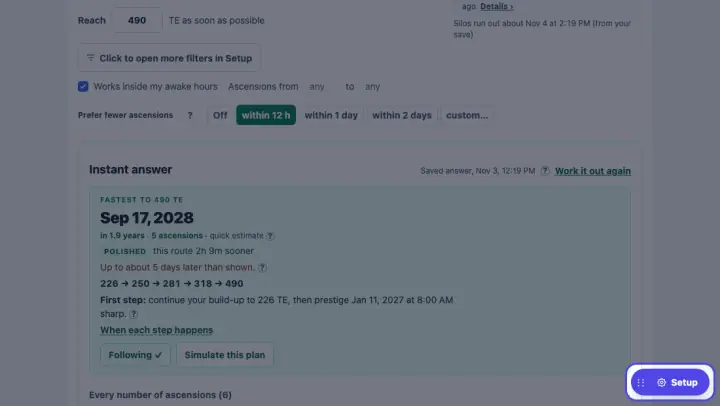 Reach 490 TE as soon as possible
ago. Details ›
Silos run out about Nov 4 at 2:19 PM (from your
save).
Click to open more filters in Setup
Works inside my awake hours Ascensions from any to any
Prefer fewer ascensions ? Off within 12 h within 1 day within 2 days custom...
Instant answer
Saved answer, Nov 3, 12:19 PM ? Work it out again
FASTEST TO 490 TE
Sep 17, 2028
in 1.9 years · 5 ascensions · quick estimate ?
POLISHED this route 2h 9m sooner
Up to about 5 days later than shown. ?
226 → 250 → 281 → 318 → 490
First step: continue your build-up to 226 TE, then prestige Jan 11, 2027 at 8:00 AM
sharp. ?
When each step happens
Following ✓ Simulate this plan
Setup
Every number of ascensions (6)